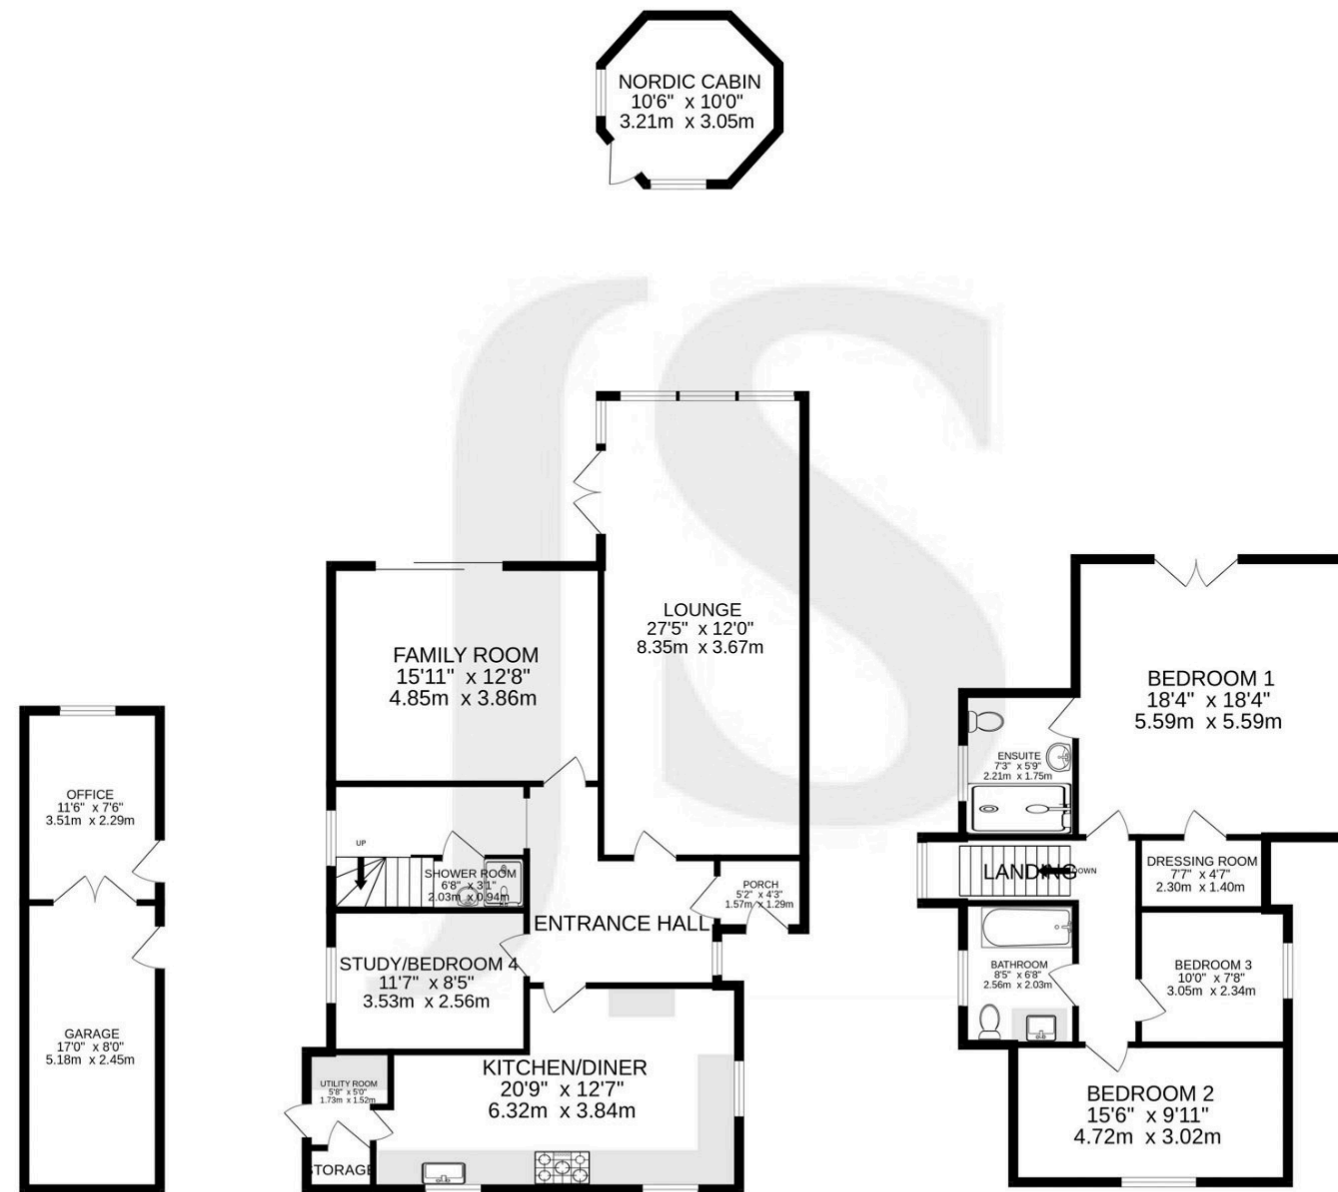 NORDIC CABIN
10'6" x 10'0"
3.21m x 3.05m
LOUNGE
27'5" x 12'0"
8.35m x 3.67m
FAMILY ROOM
15'11" x 12'8"
4.85m x 3.86m
BEDROOM 1
18'4" x 18'4"
5.59m x 5.59m
ENSUITE
7'3" x 5'9"
2.21m x 1.75m
OFFICE
11'6" x 7'6"
3.51m x 2.29m
UP
SHOWER ROOM
6'8" x 3'1"
2.03m x 0.94m
PORCH
5'2" x 4'3"
1.57m x 1.29m
LANDING
DOWN
DRESSING ROOM
7'7" x 4'7"
2.30m x 1.40m
ENTRANCE HALL
STUDY/BEDROOM 4
11'7" x 8'5"
3.53m x 2.56m
BATHROOM
8'5" x 6'8"
2.56m x 2.03m
BEDROOM 3
10'0" x 7'8"
3.05m x 2.34m
GARAGE
17'0" x 8'0"
5.18m x 2.45m
KITCHEN/DINER
20'9" x 12'7"
6.32m x 3.84m
UTILITY ROOM
5'8" x 5'0"
1.73m x 1.52m
STORAGE
BEDROOM 2
15'6" x 9'11"
4.72m x 3.02m
JS